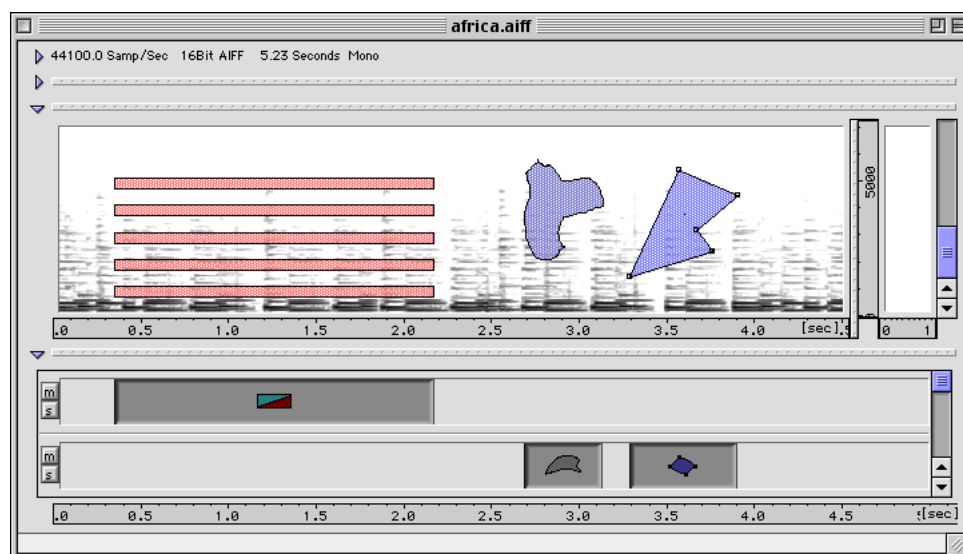 africa.aiff
44100.0 Samp/Sec 16Bit AIFF 5.23 Seconds Mono
5000
0
.0 0.5 1.0 1.5 2.0 2.5 3.0 3.5 4.0 [sec] .5 0 1
m
s
m
s
.0 0.5 1.0 1.5 2.0 2.5 3.0 3.5 4.0 4.5 [sec]